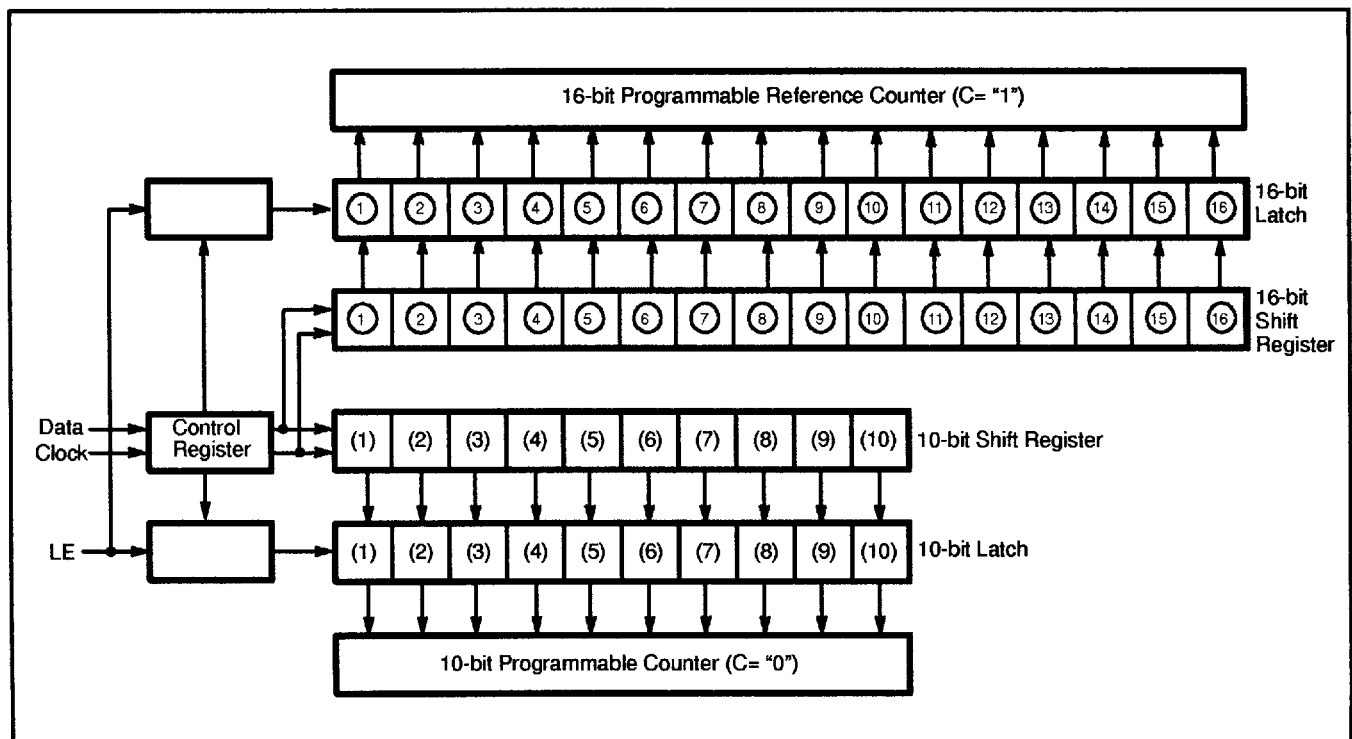 16-bit Programmable Reference Counter (C= "1")
1 2 3 4 5 6 7 8 9 10 11 12 13 14 15 16
16-bit
Latch
1 2 3 4 5 6 7 8 9 10 11 12 13 14 15 16
16-bit
Shift
Register
Data
Clock
Control
Register
(1) (2) (3) (4) (5) (6) (7) (8) (9) (10)
10-bit Shift Register
LE
(1) (2) (3) (4) (5) (6) (7) (8) (9) (10)
10-bit Latch
10-bit Programmable Counter (C= "0")